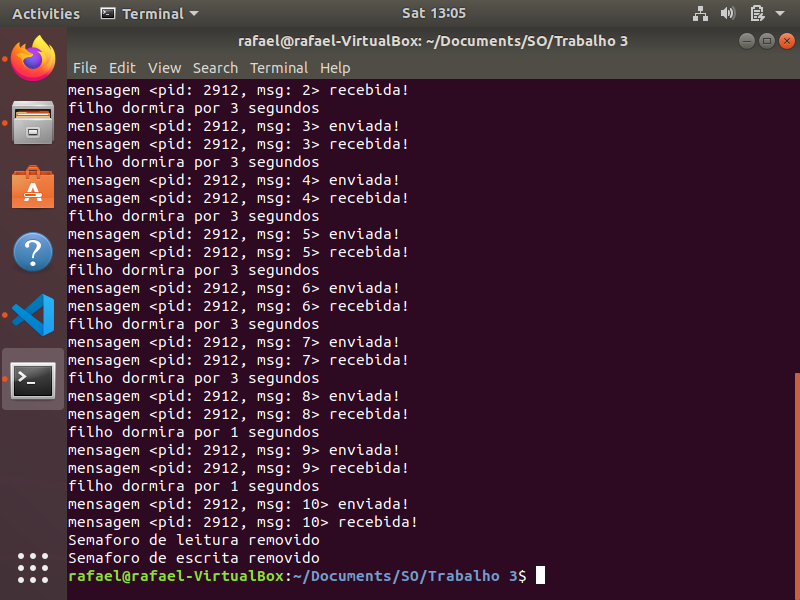 Activities Terminal Sat 13:05
rafael@rafael-VirtualBox: ~/Documents/SO/Trabalho 3
File Edit View Search Terminal Help
mensagem <pid: 2912, msg: 2> recebida!
filho dormira por 3 segundos
mensagem <pid: 2912, msg: 3> enviada!
mensagem <pid: 2912, msg: 3> recebida!
filho dormira por 3 segundos
mensagem <pid: 2912, msg: 4> enviada!
mensagem <pid: 2912, msg: 4> recebida!
filho dormira por 3 segundos
mensagem <pid: 2912, msg: 5> enviada!
mensagem <pid: 2912, msg: 5> recebida!
filho dormira por 3 segundos
mensagem <pid: 2912, msg: 6> enviada!
mensagem <pid: 2912, msg: 6> recebida!
filho dormira por 3 segundos
mensagem <pid: 2912, msg: 7> enviada!
mensagem <pid: 2912, msg: 7> recebida!
filho dormira por 3 segundos
mensagem <pid: 2912, msg: 8> enviada!
mensagem <pid: 2912, msg: 8> recebida!
filho dormira por 1 segundos
mensagem <pid: 2912, msg: 9> enviada!
mensagem <pid: 2912, msg: 9> recebida!
filho dormira por 1 segundos
mensagem <pid: 2912, msg: 10> enviada!
mensagem <pid: 2912, msg: 10> recebida!
Semaforo de leitura removido
Semaforo de escrita removido
rafael@rafael-VirtualBox:~/Documents/SO/Trabalho 3$